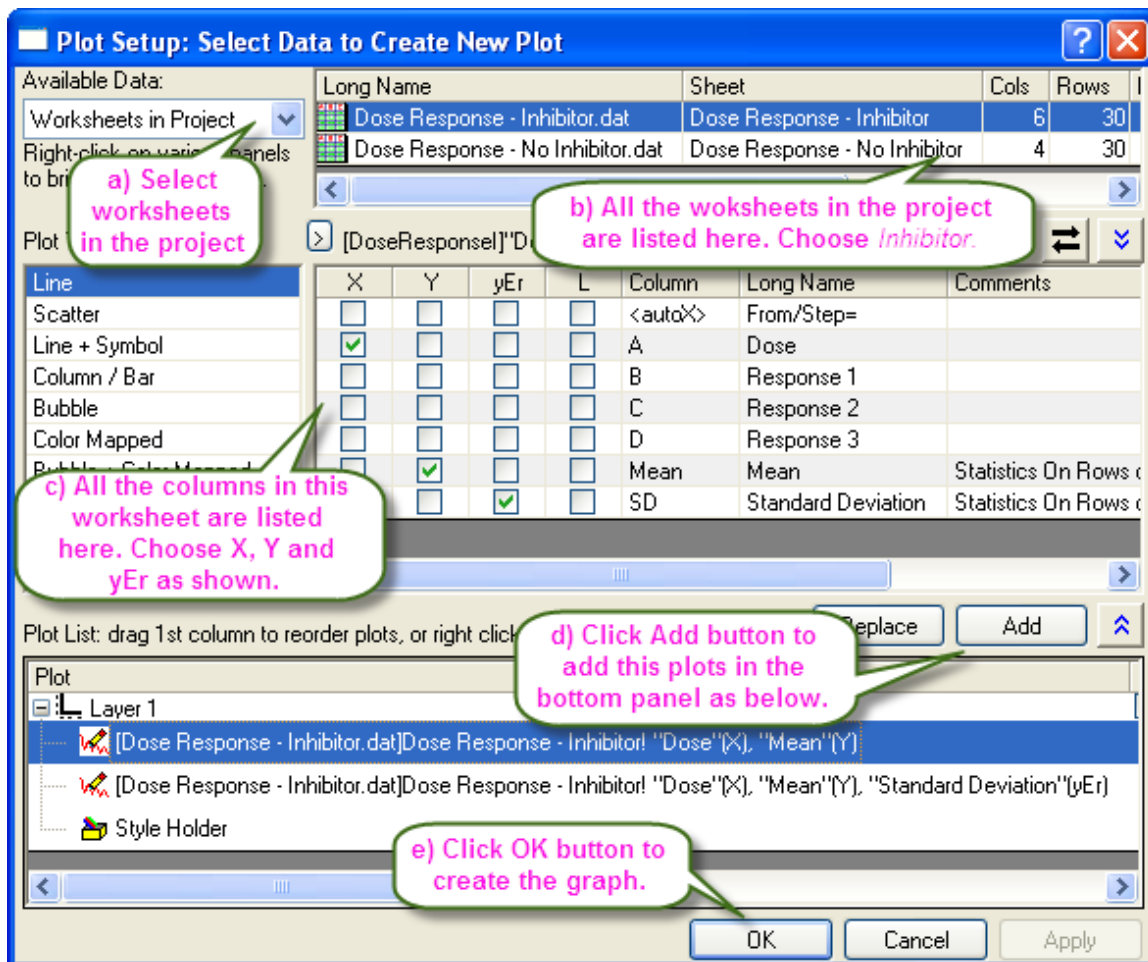 Plot Setup: Select Data to Create New Plot
Available Data:
Worksheets in Project
Right-click on various panels
to bri
a) Select
worksheets
in the project
Long Name Sheet Cols Rows
Dose Response - Inhibitor.dat Dose Response - Inhibitor 6 30
Dose Response - No Inhibitor.dat Dose Response - No Inhibitor 4 30
b) All the woksheets in the project
are listed here. Choose Inhibitor.
Plot
[DoseResponseI]"Do
Line
Scatter
Line + Symbol
Column / Bar
Bubble
Color Mapped
Bubble + Color Mapped
X Y yEr L Column Long Name Comments
<autoX> From/Step=
A Dose
B Response 1
C Response 2
D Response 3
Mean Mean Statistics On Rows
SD Standard Deviation Statistics On Rows
c) All the columns in this
worksheet are listed
here. Choose X, Y and
yEr as shown.
Plot List: drag 1st column to reorder plots, or right click
Replace Add
d) Click Add button to
add this plots in the
bottom panel as below.
Plot
Layer 1
[Dose Response - Inhibitor.dat]Dose Response - Inhibitor! "Dose"(X), "Mean"(Y)
[Dose Response - Inhibitor.dat]Dose Response - Inhibitor! "Dose"(X), "Mean"(Y), "Standard Deviation"(yEr)
Style Holder
e) Click OK button to
create the graph.
OK Cancel Apply